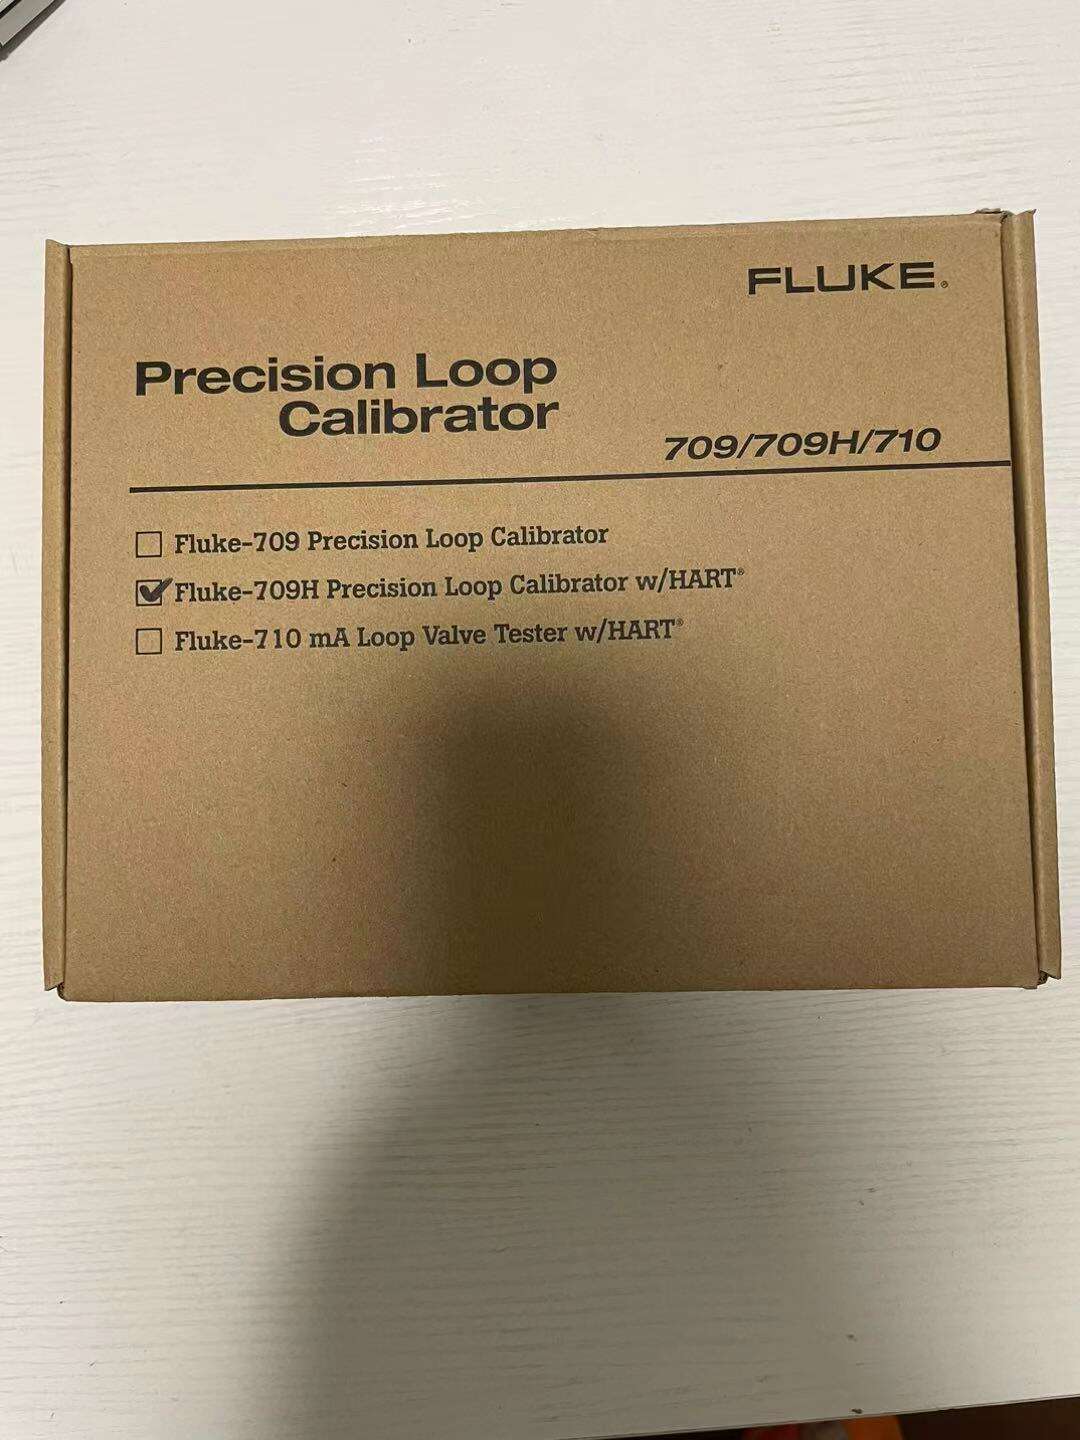 FLUKE®
Precision Loop
Calibrator
709/709H/710
Fluke-709 Precision Loop Calibrator
Fluke-709H Precision Loop Calibrator w/HART®
Fluke-710 mA Loop Valve Tester w/HART®